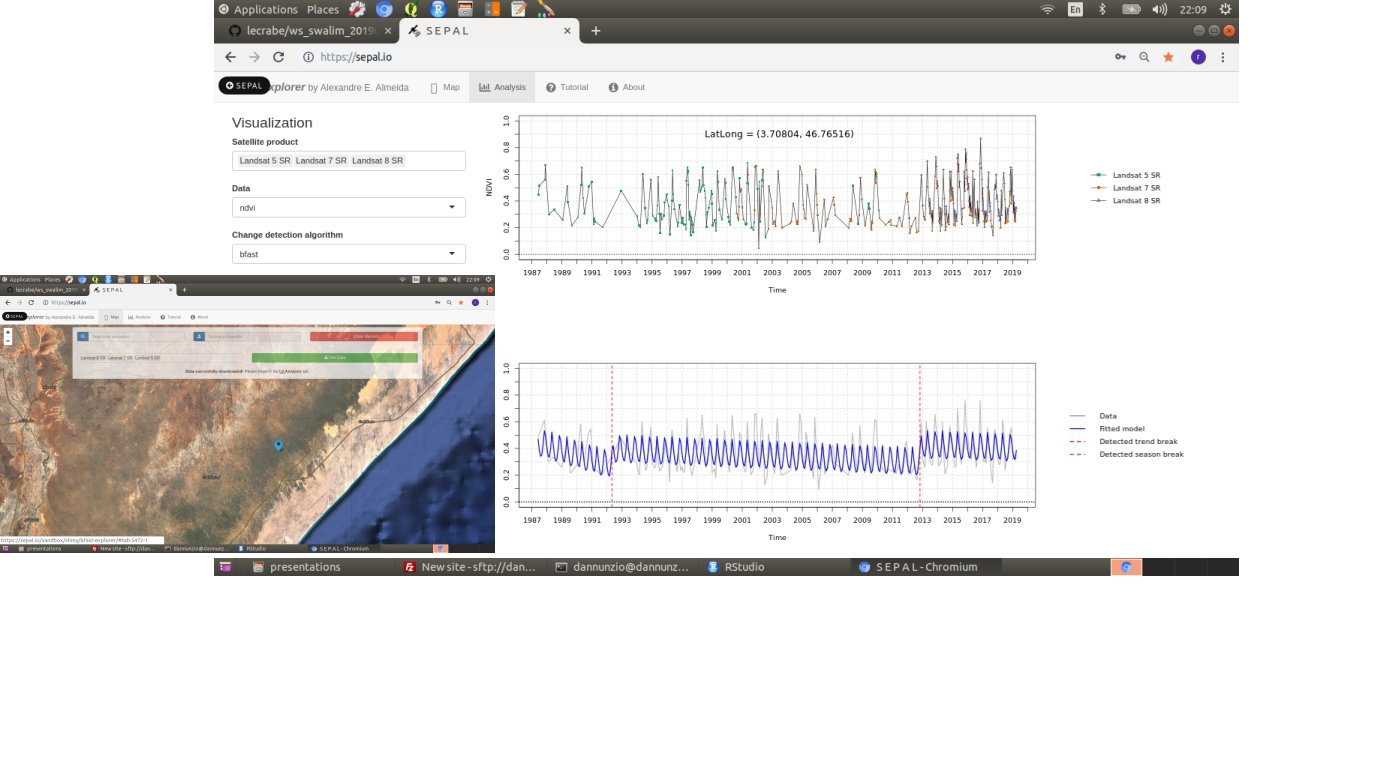 Applications Places
En
22:09
lecrabe/ws_swalim_2019
S E P A L
https://sepal.io
SEPAL xplorer by Alexandre E. Almeida
Map
Analysis
Tutorial
About
Visualization
Satellite product
Landsat 5 SR Landsat 7 SR Landsat 8 SR
Data
ndvi
Change detection algorithm
bfast
LatLong = (3.70804, 46.76516)
NDVI
0.0 0.2 0.4 0.6 0.8 1.0
1987 1989 1991 1993 1995 1997 1999 2001 2003 2005 2007 2009 2011 2013 2015 2017 2019
Time
Landsat 5 SR
Landsat 7 SR
Landsat 8 SR
0.0 0.2 0.4 0.6 0.8 1.0
1987 1989 1991 1993 1995 1997 1999 2001 2003 2005 2007 2009 2011 2013 2015 2017 2019
Time
Data
Fitted model
Detected trend break
Detected season break
Applications Places
En
22:09
lecrabe/ws_swalim_201
S E P A L
https://sepal.io
SEPAL xplorer by Alexandre E. Almeida
Map
Analysis
Tutorial
About
Landsat 8 SR Landsat 7 SR Landsat 5 SR
Data successfully downloaded! Please head to the Analysis tab.
https://sepal.io/sandbox/shiny/bfast-explorer/#tab-5472-1
presentations
New site - sftp://dan...
dannunzio@dannunz...
RStudio
S E P A L - Chromium
presentations
New site - sftp://dan...
dannunzio@dannunz...
RStudio
S E P A L - Chromium